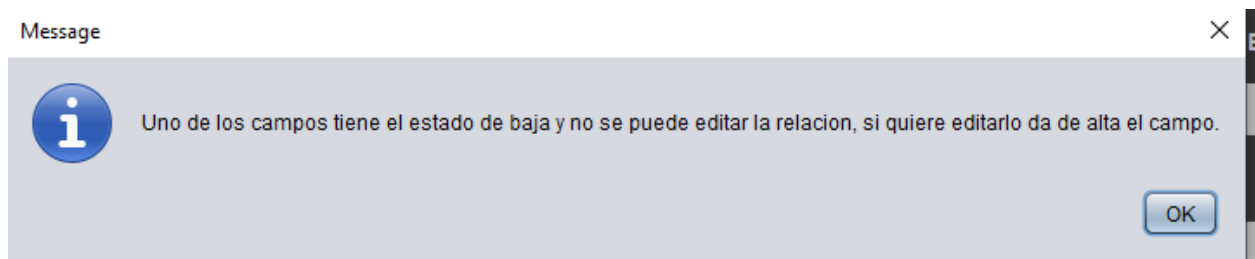 Message
Uno de los campos tiene el estado de baja y no se puede editar la relacion, si quiere editarlo da de alta el campo.
OK